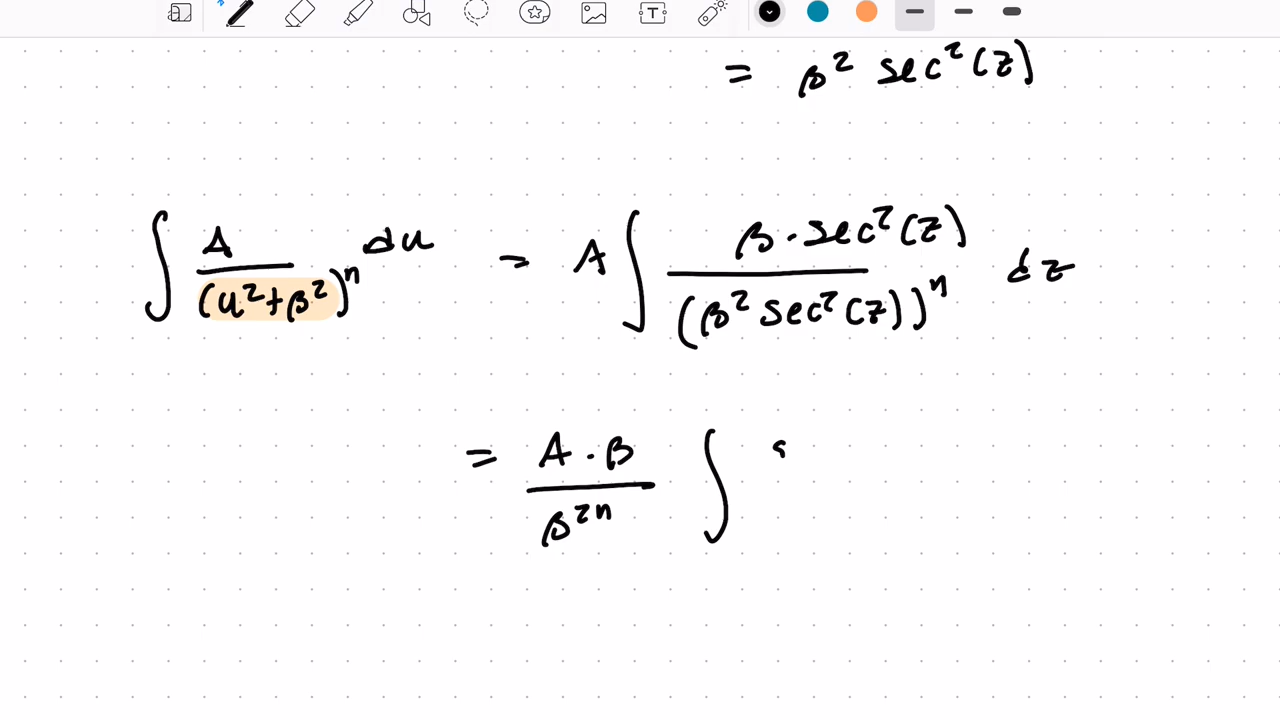 = β² sec²(z)
∫ A/(u²+β²)ⁿ du = A ∫ β·sec²(z)/(β² sec²(z))ⁿ dz
= A·β/β²ⁿ ∫ s